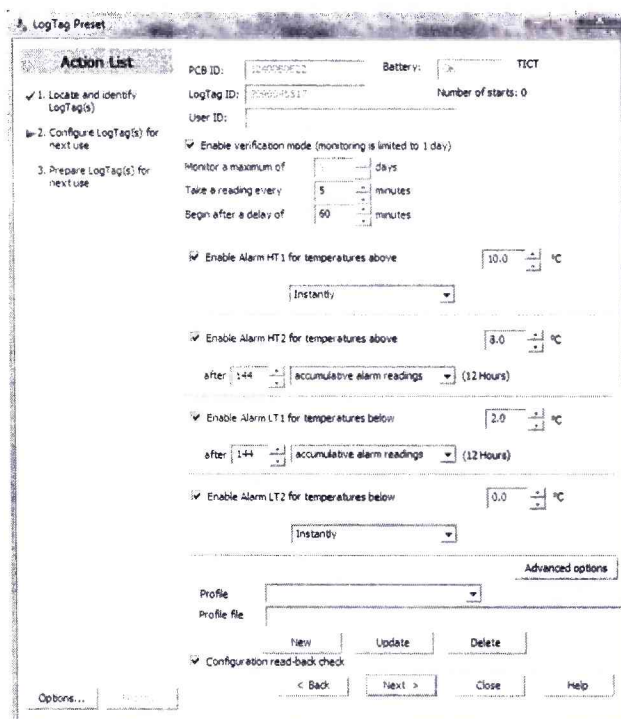 LogTag Preset
Action List
1. Locate and identify
LogTag(s)
2. Configure LogTag(s) for
next use
3. Prepare LogTag(s) for
next use
PCB ID:
Battery:
TICT
LogTag ID:
Number of starts: 0
User ID:
Enable verification mode (monitoring is limited to 1 day)
Monitor a maximum of days
Take a reading every 5 minutes
Begin after a delay of 60 minutes
Enable Alarm HT1 for temperatures above 10.0 °C
Instantly
Enable Alarm HT2 for temperatures above 8.0 °C
after 144 accumulative alarm readings (12 Hours)
Enable Alarm LT1 for temperatures below 2.0 °C
after 144 accumulative alarm readings (12 Hours)
Enable Alarm LT2 for temperatures below 0.0 °C
Instantly
Advanced options
Profile
Profile file
New Update Delete
Configuration read-back check
Options... < Back Next > Close Help